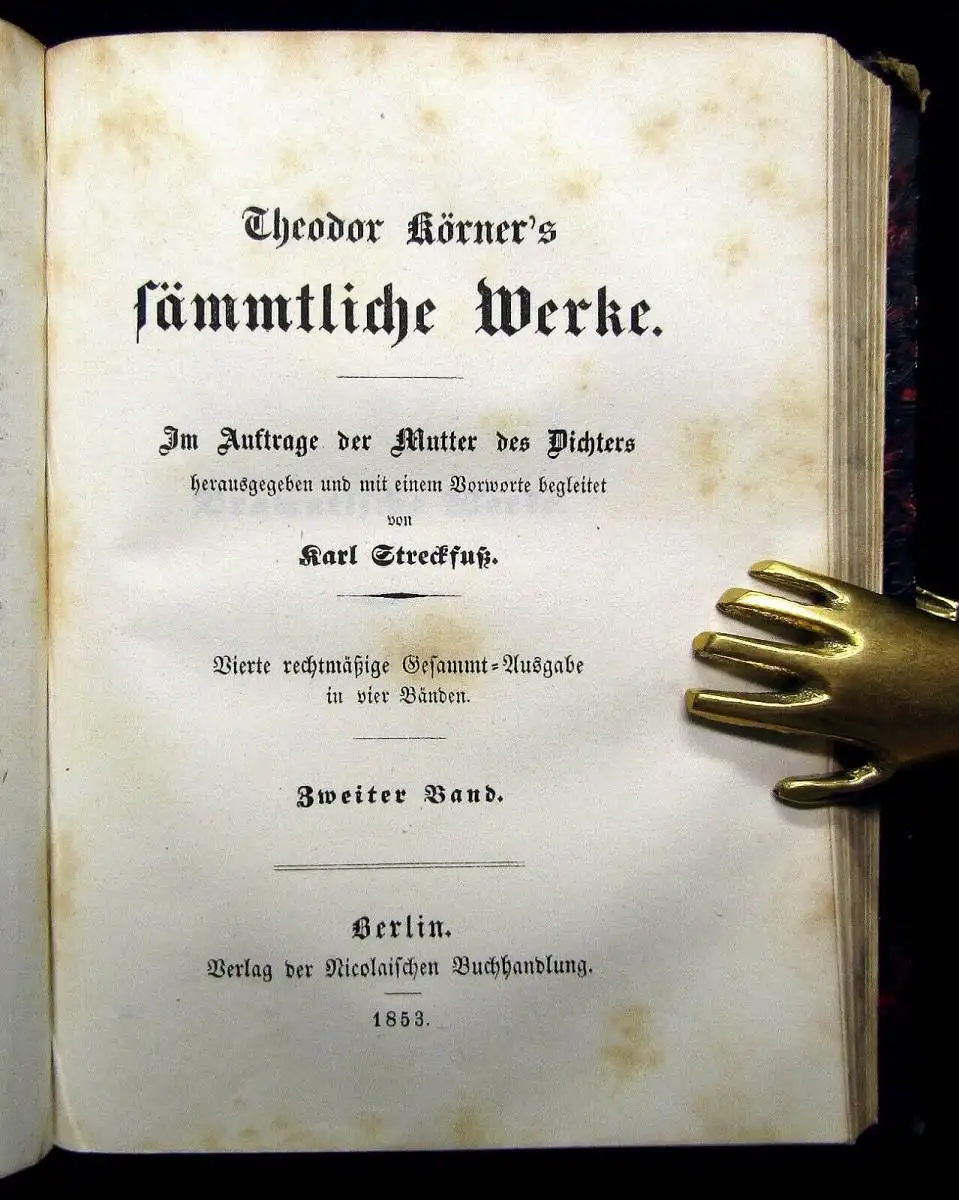 Theodor Körner's
sämmtliche Werke.
Im Auftrage der Mutter des Dichters
herausgegeben und mit einem Vorworte begleitet
von
Karl Streckfuß.
Vierte rechtmäßige Gesammt-Ausgabe
in vier Bänden.
Zweiter Band.
Berlin.
Verlag der Nicolaischen Buchhandlung.
1853.